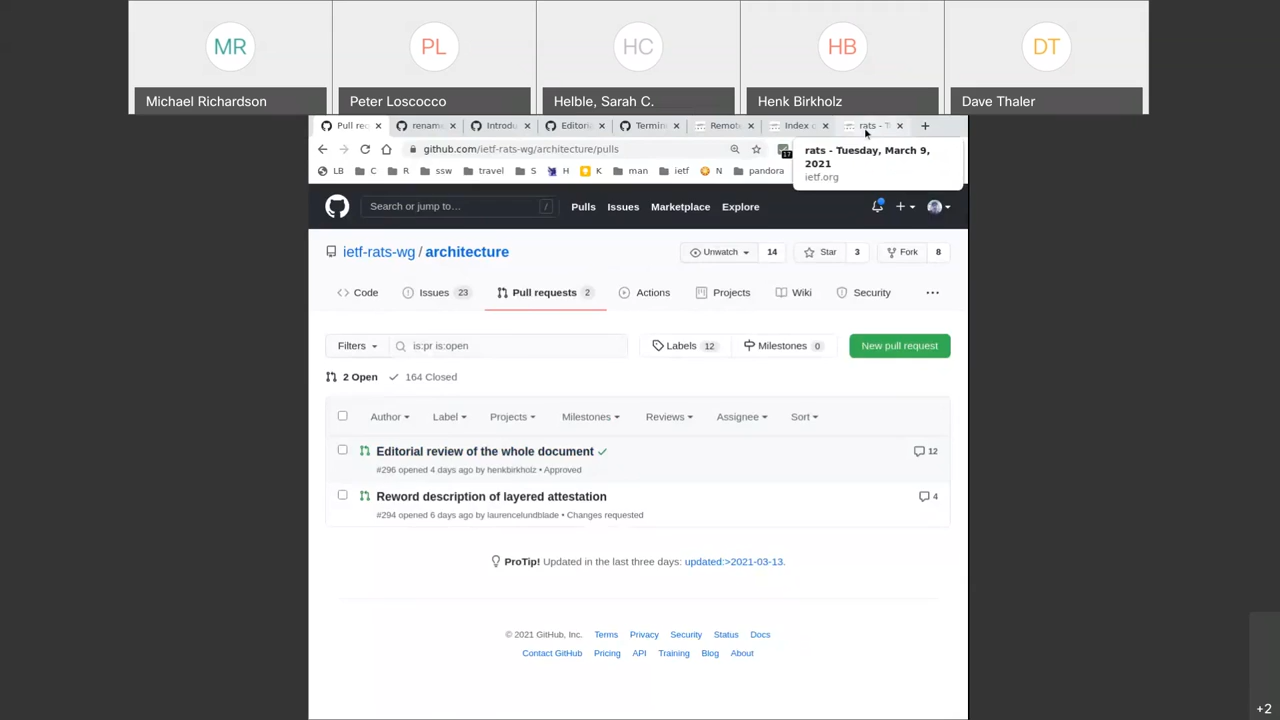 MR
PL
HC
HB
DT
Michael Richardson
Peter Loscocco
Helble, Sarah C.
Henk Birkholz
Dave Thaler
Pull req
renam
Introdu
Editoria
Termin
Remot
Index o
rats - T
github.com/ietf-rats-wg/architecture/pulls
17
rats - Tuesday, March 9,
2021
ietf.org
LB
C
R
ssw
travel
S
H
K
man
ietf
N
pandora
Search or jump to…
/
Pulls
Issues
Marketplace
Explore
ietf-rats-wg / architecture
Unwatch 14
Star 3
Fork 8
Code
Issues 23
Pull requests 2
Actions
Projects
Wiki
Security
Filters
is:pr is:open
Labels 12
Milestones 0
New pull request
2 Open
164 Closed
Author
Label
Projects
Milestones
Reviews
Assignee
Sort
Editorial review of the whole document
12
#296 opened 4 days ago by henkbirkholz • Approved
Reword description of layered attestation
4
#294 opened 6 days ago by laurencelundblade • Changes requested
ProTip! Updated in the last three days: updated:>2021-03-13.
© 2021 GitHub, Inc. Terms Privacy Security Status Docs
Contact GitHub Pricing API Training Blog About
+2